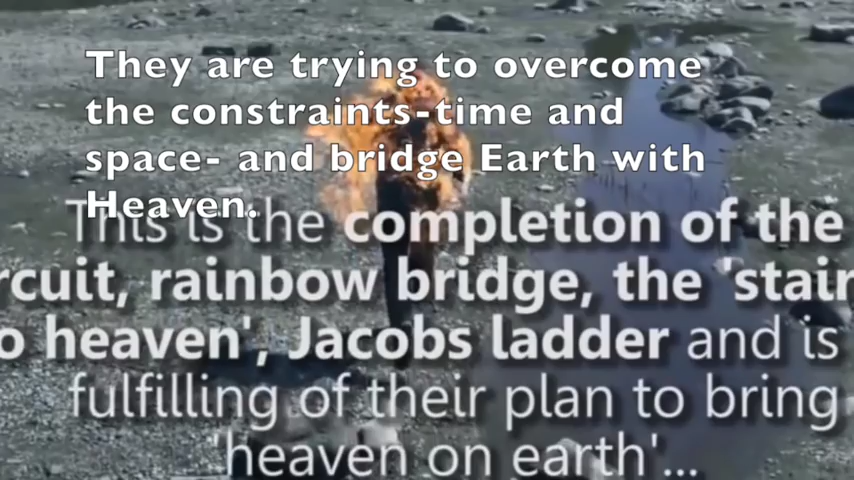 They are trying to overcome
the constraints-time and
space- and bridge Earth with
Heaven.
This is the completion of the
rcuit, rainbow bridge, the 'stair
o heaven', Jacobs ladder and is
fulfilling of their plan to bring
'heaven on earth'...